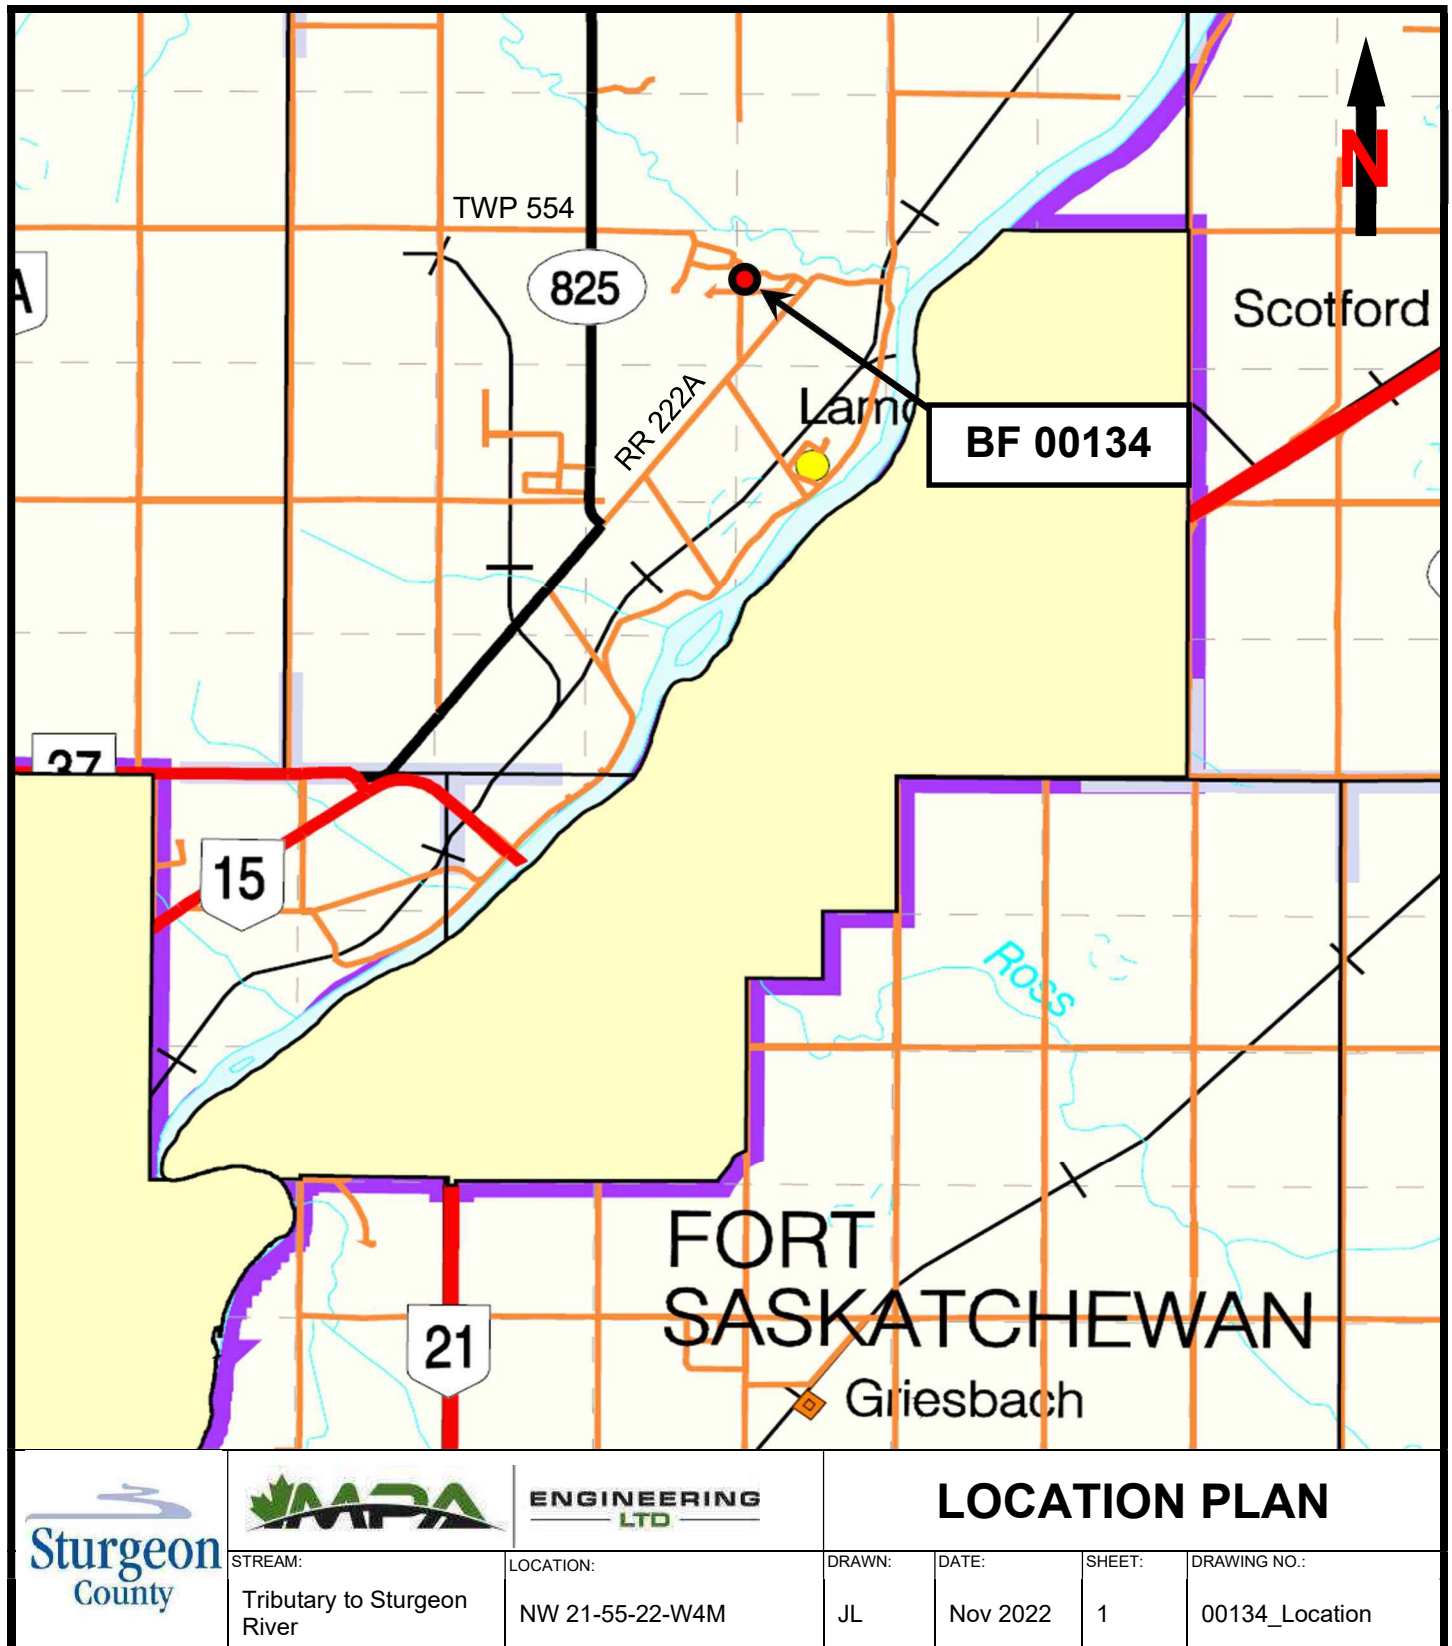 N
TWP 554
825
A
Scotford
RR 222A
BF 00134
37
15
Ross
FORT
SASKATCHEWAN
21
Griesbach
Sturgeon
County
MPA
ENGINEERING
LTD
LOCATION PLAN
STREAM:
Tributary to Sturgeon
River
LOCATION:
NW 21-55-22-W4M
DRAWN:
JL
DATE:
Nov 2022
SHEET:
1
DRAWING NO.:
00134_Location